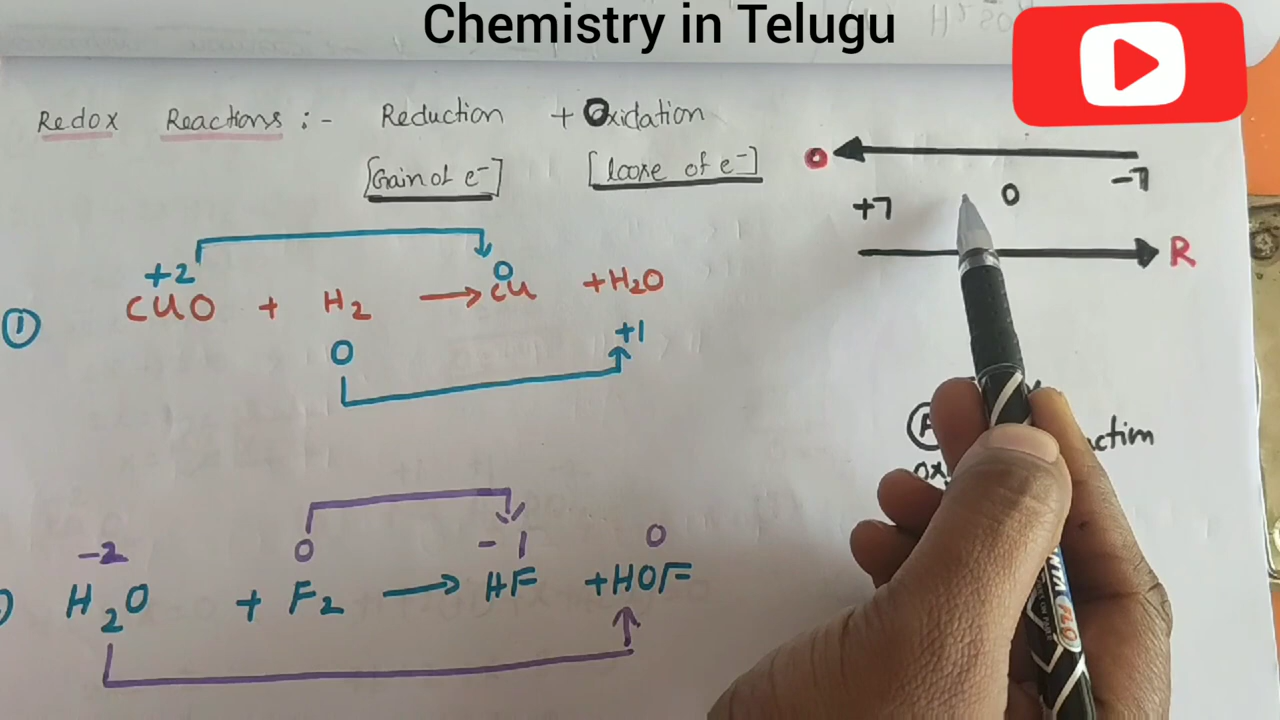 Chemistry in Telugu
Redox Reactions :- Reduction + Oxidation
[Gain of e⁻] [loose of e⁻]
O
-7
+7 0
R
+2 0
① CUO + H₂ → Cu + H₂O
0 +1
-2 0 -1 0
H₂O + F₂ → HF + HOF